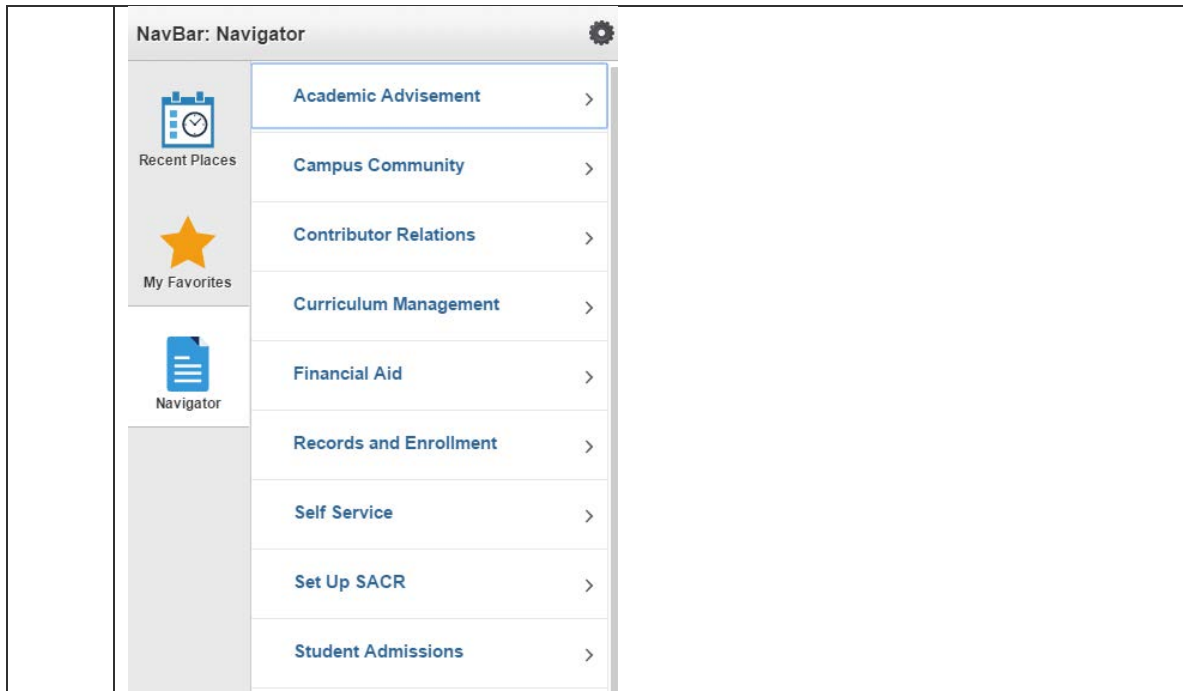 NavBar: Navigator
Recent Places
My Favorites
Navigator
Academic Advisement
Campus Community
Contributor Relations
Curriculum Management
Financial Aid
Records and Enrollment
Self Service
Set Up SACR
Student Admissions